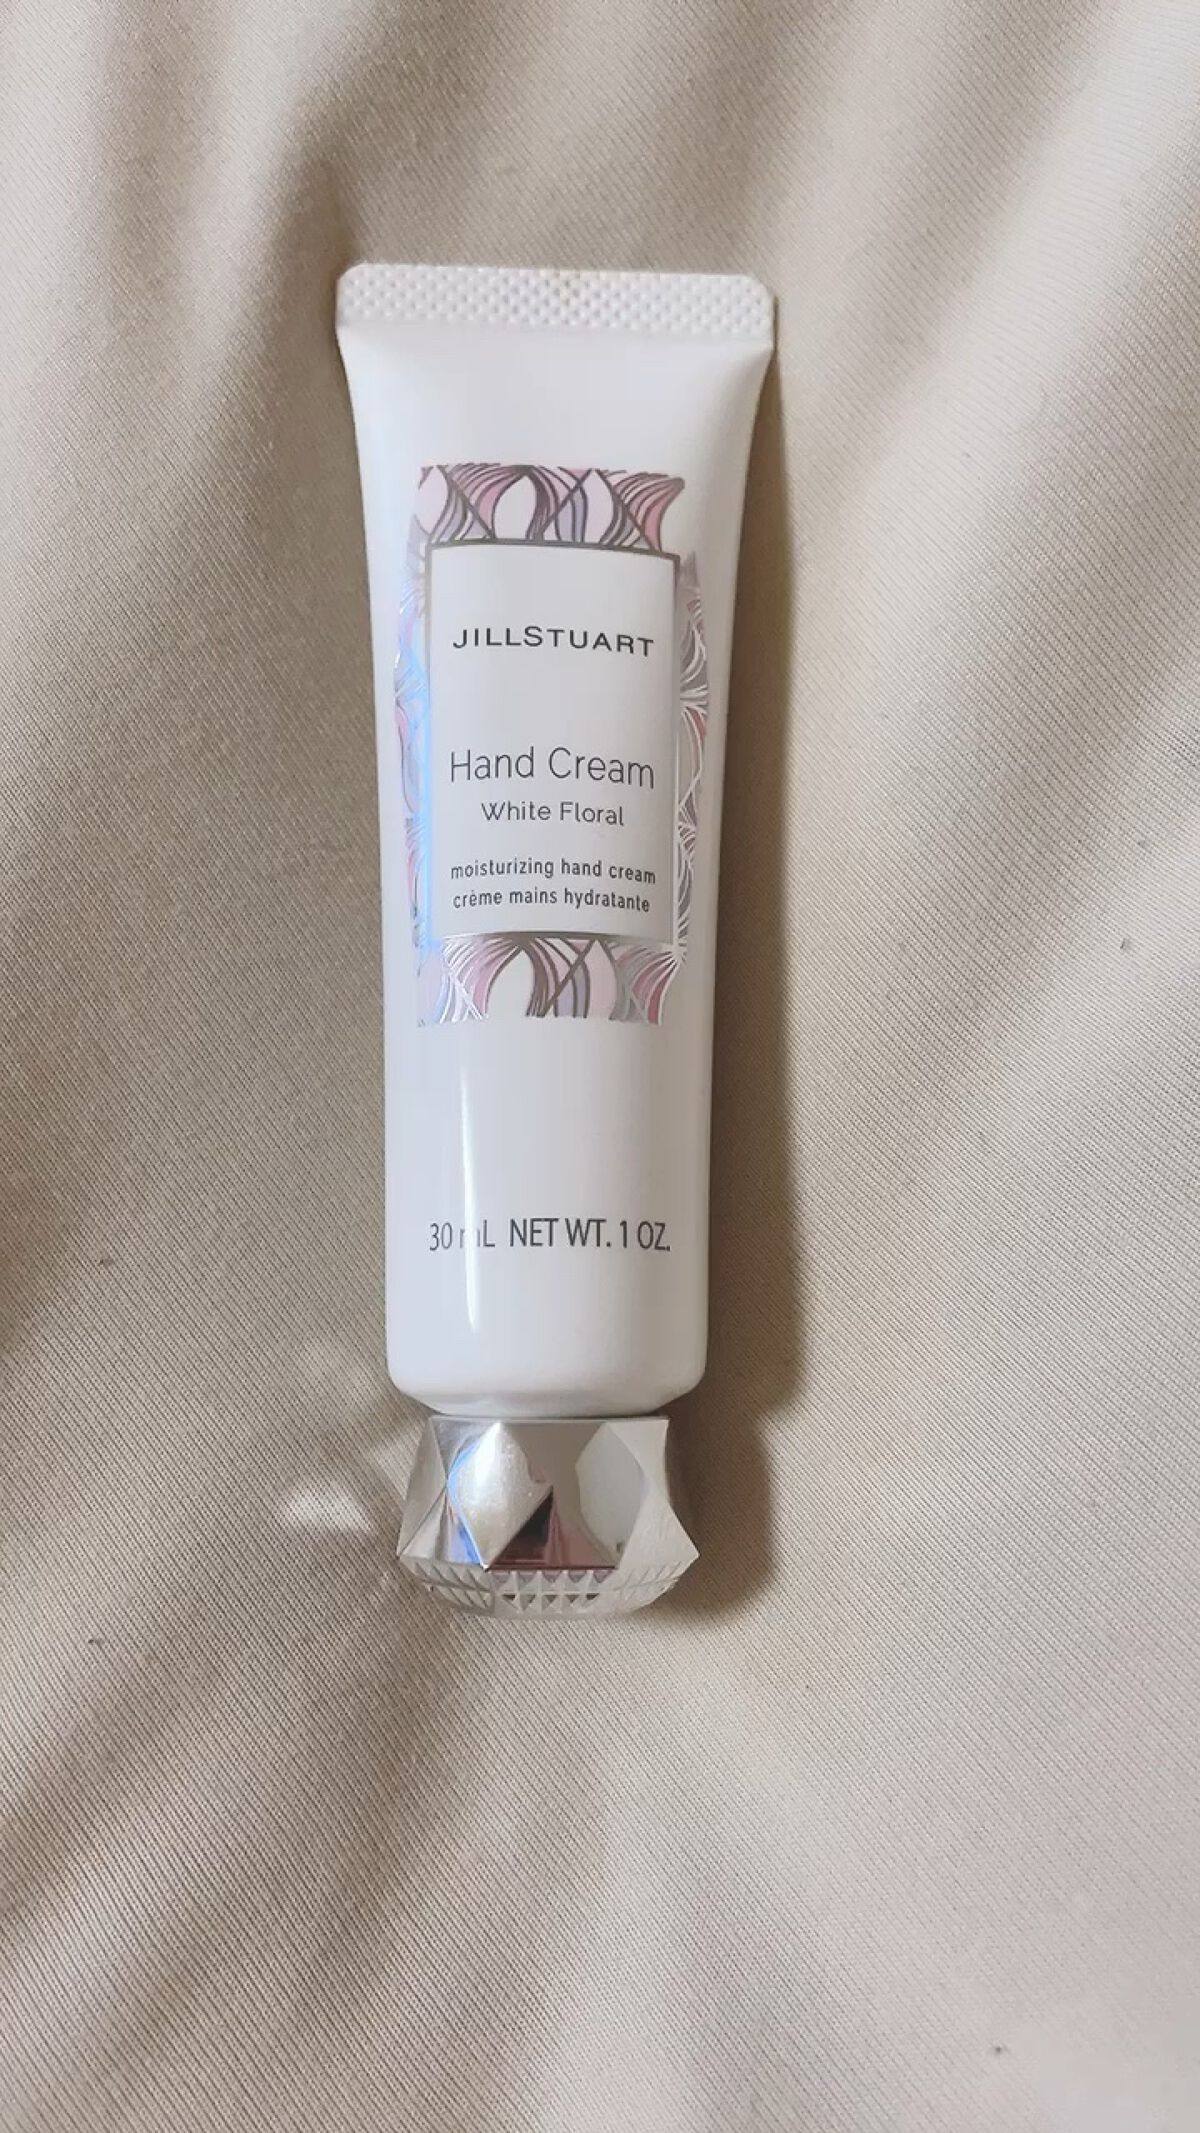 JILLSTUART
Hand Cream
White Floral
moisturizing hand cream
crème mains hydratante
30 mL NET WT. 1 OZ.